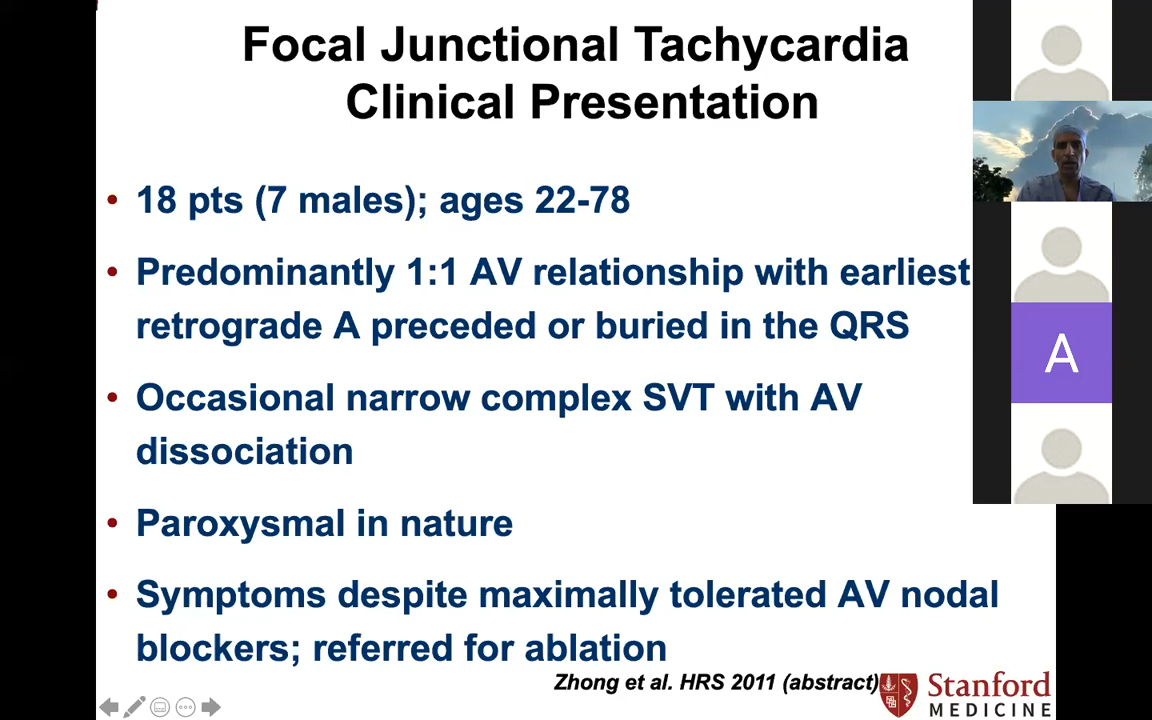 Focal Junctional Tachycardia
Clinical Presentation
• 18 pts (7 males); ages 22-78
• Predominantly 1:1 AV relationship with earliest
retrograde A preceded or buried in the QRS
• Occasional narrow complex SVT with AV
dissociation
• Paroxysmal in nature
• Symptoms despite maximally tolerated AV nodal
blockers; referred for ablation
Zhong et al. HRS 2011 (abstract)
Stanford
MEDICINE
A